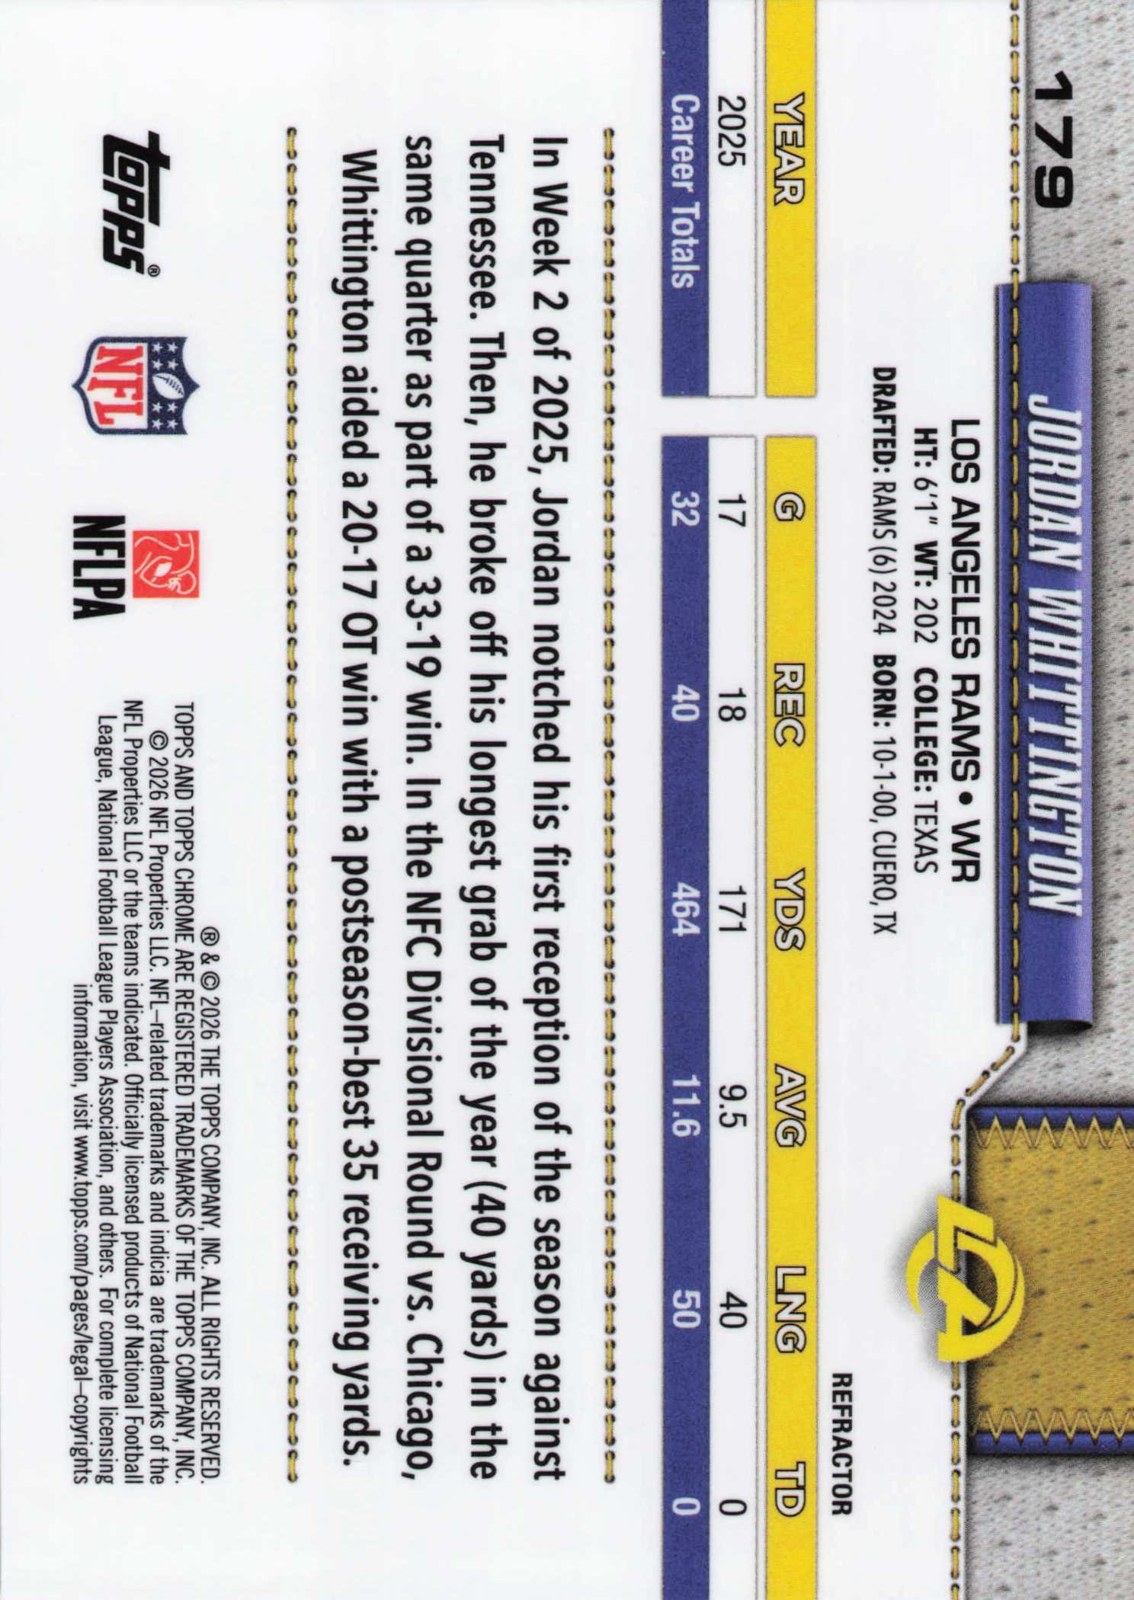 179
JORDAN WHITTINGTON
LOS ANGELES RAMS • WR
HT: 6'1" WT: 202 COLLEGE: TEXAS
DRAFTED: RAMS (6) 2024 BORN: 10-1-00, CUERO, TX
LA
REFRACTOR
YEAR G REC YDS AVG LNG TD
2025 17 18 171 9.5 40 0
Career Totals 32 40 464 11.6 50 0
In Week 2 of 2025, Jordan notched his first reception of the season against
Tennessee. Then, he broke off his longest grab of the year (40 yards) in the
same quarter as part of a 33-19 win. In the NFC Divisional Round vs. Chicago,
Whittington aided a 20-17 OT win with a postseason-best 35 receiving yards.
topps®
NFL
NFLPA
® & © 2026 THE TOPPS COMPANY, INC. ALL RIGHTS RESERVED.
TOPPS AND TOPPS CHROME ARE REGISTERED TRADEMARKS OF THE TOPPS COMPANY, INC.
© 2026 NFL Properties LLC. NFL-related trademarks and indicia are trademarks of the
NFL Properties LLC or the teams indicated. Officially licensed products of National Football
League, National Football League Players Association, and others. For complete licensing
information, visit www.topps.com/pages/legal-copyrights